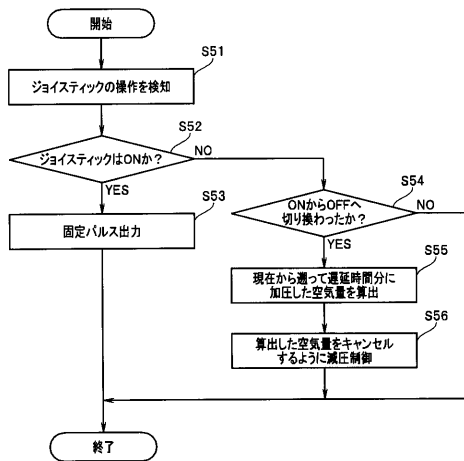 開始
S51
ジョイスティックの操作を検知
S52
ジョイスティックはONか？
NO
YES
S53
固定パルス出力
S54
ONからOFFへ
切り換わったか？
NO
YES
S55
現在から遡って遅延時間分に
加圧した空気量を算出
S56
算出した空気量をキャンセル
するように減圧制御
終了